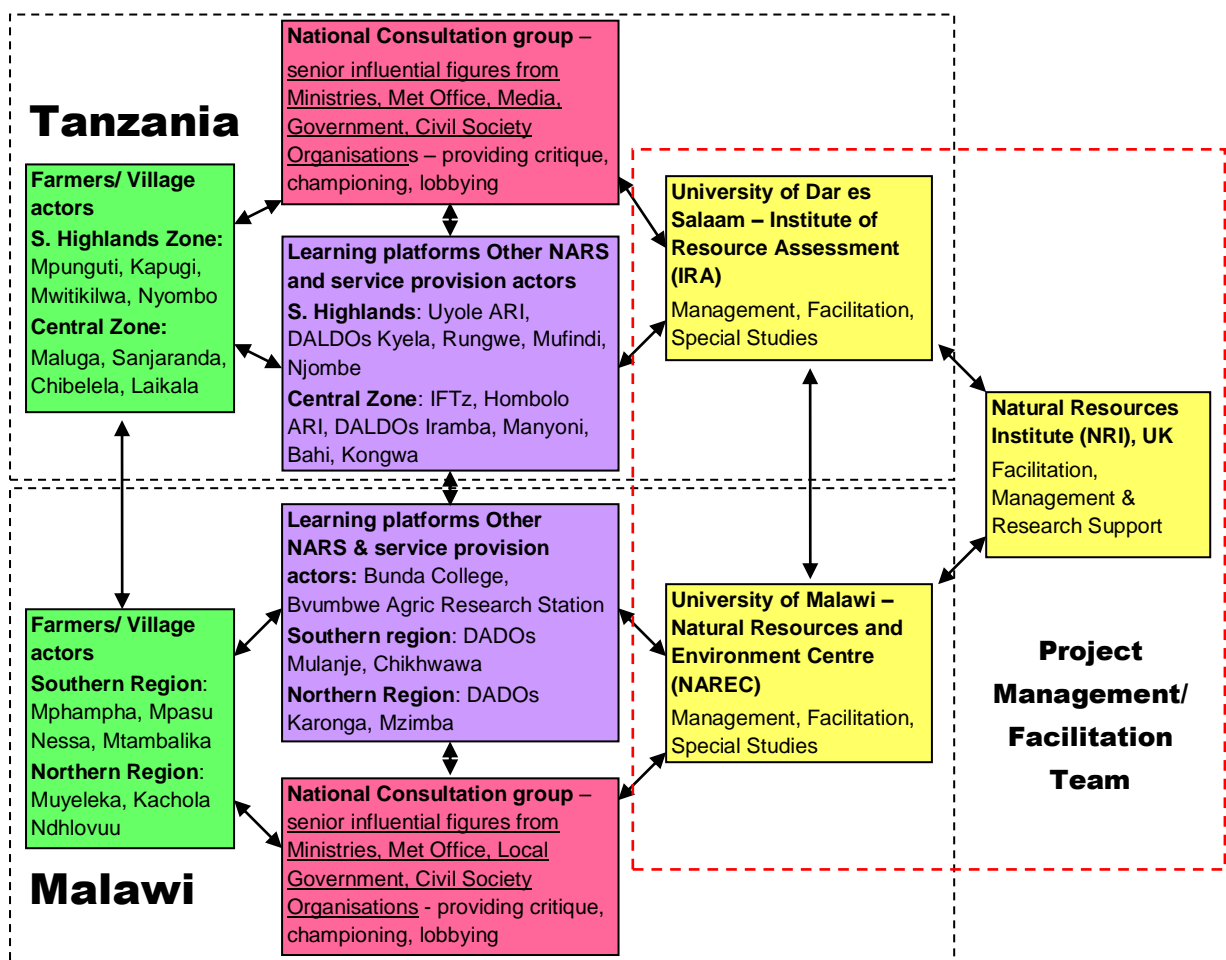 National Consultation group –
senior influential figures from
Ministries, Met Office, Media,
Government, Civil Society
Organisations – providing critique,
championing, lobbying
Tanzania
Farmers/ Village
actors
S. Highlands Zone:
Mpunguti, Kapugi,
Mwitikilwa, Nyombo
Central Zone:
Maluga, Sanjaranda,
Chibelela, Laikala
Learning platforms Other NARS
and service provision actors
S. Highlands: Uyole ARI,
DALDOs Kyela, Rungwe, Mufindi,
Njombe
Central Zone: IFTz, Hombolo
ARI, DALDOs Iramba, Manyoni,
Bahi, Kongwa
University of Dar es
Salaam – Institute of
Resource Assessment
(IRA)
Management, Facilitation,
Special Studies
Natural Resources
Institute (NRI), UK
Facilitation,
Management &
Research Support
Learning platforms Other
NARS & service provision
actors: Bunda College,
Bvumbwe Agric Research Station
Southern region: DADOs
Mulanje, Chikhwawa
Northern Region: DADOs
Karonga, Mzimba
Farmers/ Village
actors
Southern Region:
Mphampha, Mpasu
Nessa, Mtambalika
Northern Region:
Muyeleka, Kachola
Ndhlovuu
University of Malawi –
Natural Resources and
Environment Centre
(NAREC)
Management, Facilitation,
Special Studies
Project
Management/
Facilitation
Team
National Consultation group –
senior influential figures from
Ministries, Met Office, Local
Government, Civil Society
Organisations - providing critique,
championing, lobbying
Malawi